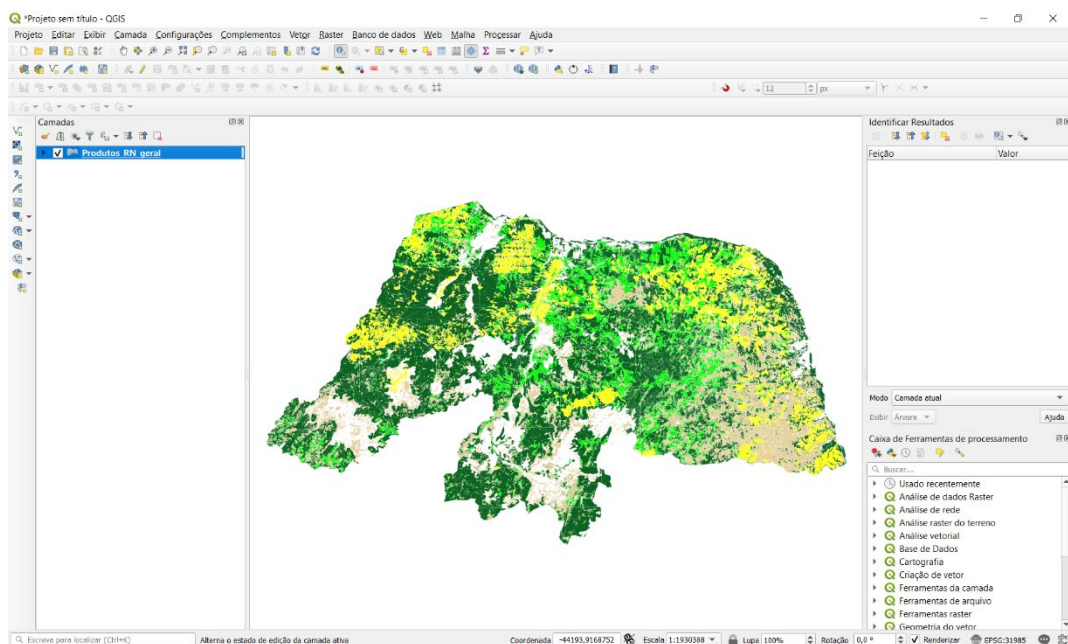 *Projeto sem título - QGIS
Projeto Editar Exibir Camada Configurações Complementos Vetor Raster Banco de dados Web Malha Processar Ajuda
12 px
Camadas
Produtos RN geral
Identificar Resultados
Feição Valor
Modo Camada atual
Exibir Árvore Ajuda
Caixa de Ferramentas de processamento
Buscar...
Usado recentemente
Análise de dados Raster
Análise de rede
Análise raster do terreno
Análise vetorial
Base de Dados
Cartografia
Criação de vetor
Ferramentas da camada
Ferramentas de arquivo
Ferramentas raster
Geometria do vetor
Escreva para localizar (Ctrl+K) Alterna o estado de edição da camada ativa Coordenada -44193,9168752 Escala 1:1930388 Lupa 100% Rotação 0,0 ° Renderizar EPSG:31985